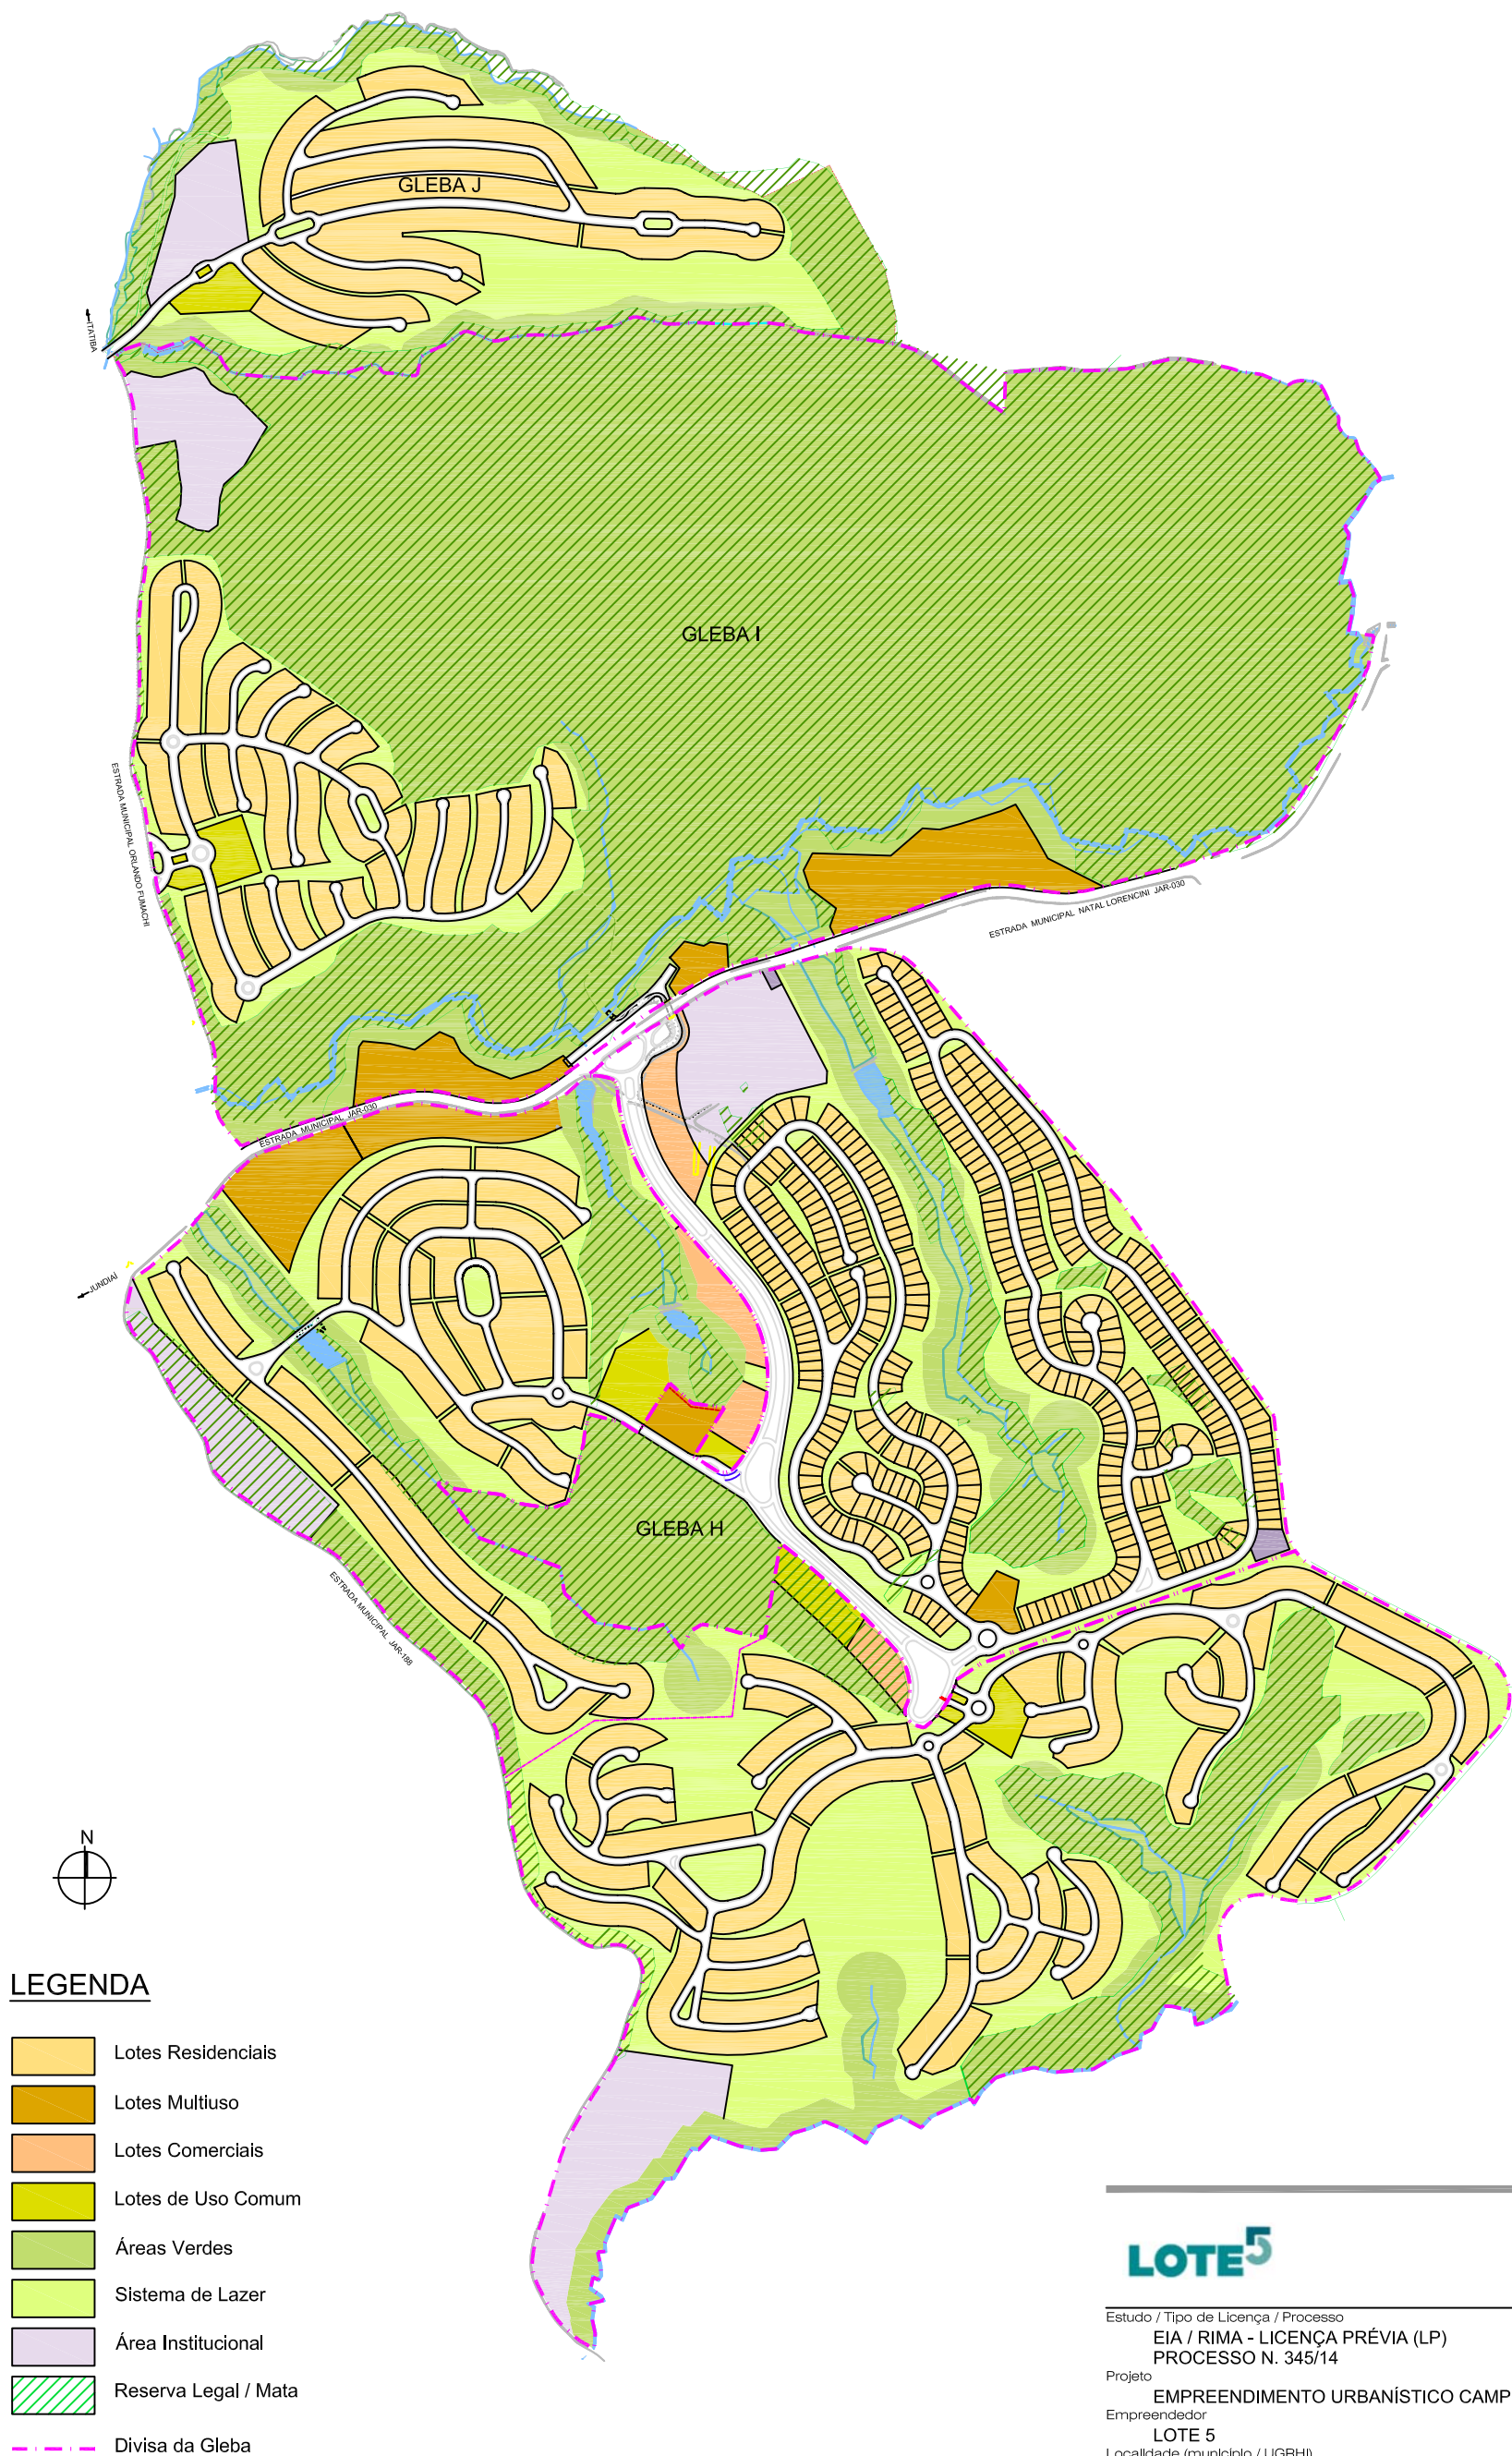 GLEBA J
ITATIBA
GLEBA I
ESTRADA MUNICIPAL ORLANDO FUMACHI
ESTRADA MUNICIPAL NATAL LORENCINI JAR-030
ESTRADA MUNICIPAL JAR-030
JUNDIAÍ
GLEBA H
ESTRADA MUNICIPAL JAR-188
N
LEGENDA
Lotes Residenciais
Lotes Multiuso
Lotes Comerciais
Lotes de Uso Comum
Áreas Verdes
Sistema de Lazer
Área Institucional
Reserva Legal / Mata
Divisa da Gleba
LOTE5
Estudo / Tipo de Licença / Processo
EIA / RIMA - LICENÇA PRÉVIA (LP)
PROCESSO N. 345/14
Projeto
EMPREENDIMENTO URBANÍSTICO CAMP
Empreendedor
LOTE 5
Localidade (município / UGRHI)